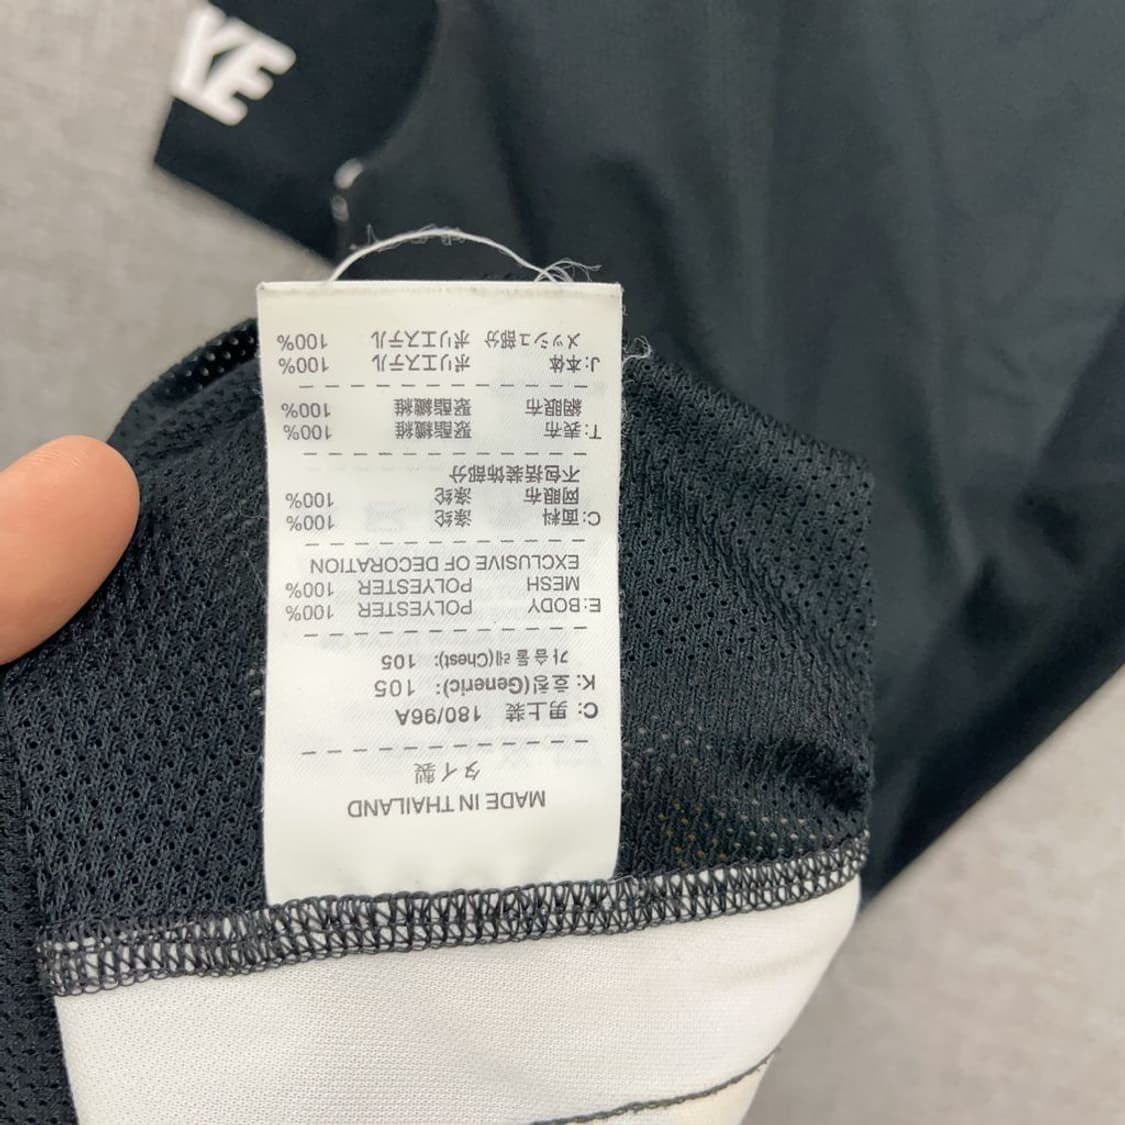 MADE IN THAILAND
タイ製
C: 男上装 180/96A
K: 호칭(Generic): 105
가슴둘레(Chest): 105
E: BODY POLYESTER 100%
MESH POLYESTER 100%
EXCLUSIVE OF DECORATION
C: 面料 涤纶 100%
网眼布 涤纶 100%
不包括装饰部分
T: 表布 聚酯纖維 100%
網眼布 聚酯纖維 100%
J: 本体 ポリエステル 100%
メッシュ部分 ポリエステル 100%
KE